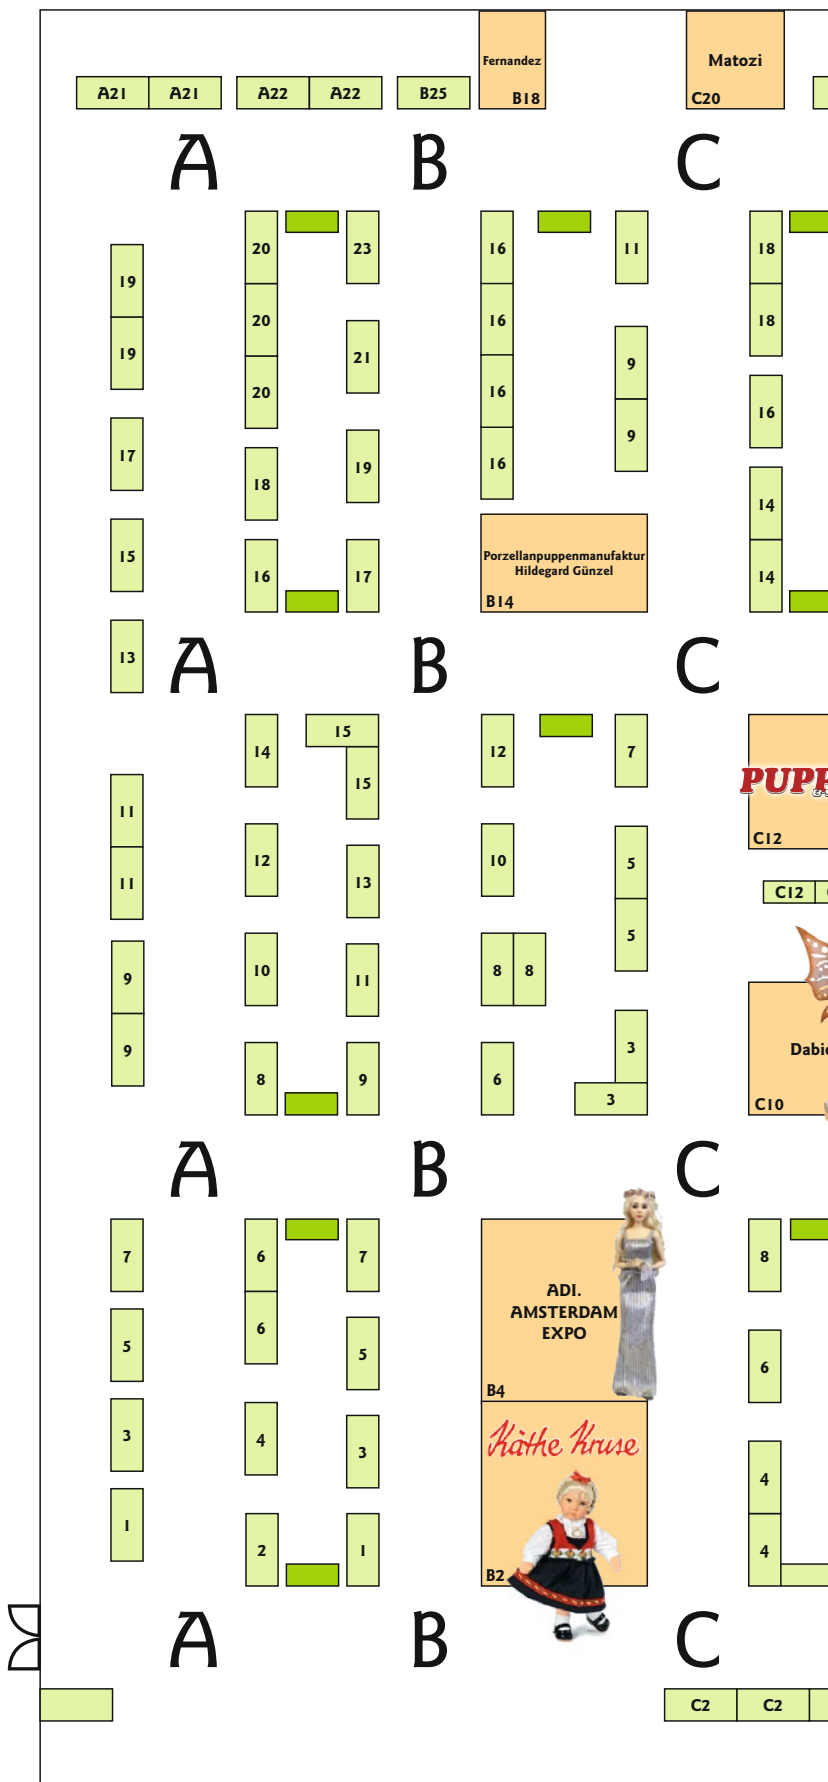 Fernandez
B18
Matozi
C20
A21
A21
A22
A22
B25
A
B
C
20
23
16
11
18
19
20
16
18
19
21
9
20
16
9
16
17
19
16
18
14
15
16
17
Porzellanpuppenmanufaktur
Hildegard Günzel
B14
14
13
A
B
C
14
15
15
12
7
PUPP
C12
11
12
13
10
5
11
C12
9
10
11
8
8
5
9
8
9
6
3
3
Dabi
C10
A
B
C
7
6
7
8
5
6
5
ADI.
AMSTERDAM
EXPO
B4
6
3
4
3
Käthe Kruse
4
1
2
1
B2
4
A
B
C
C2
C2